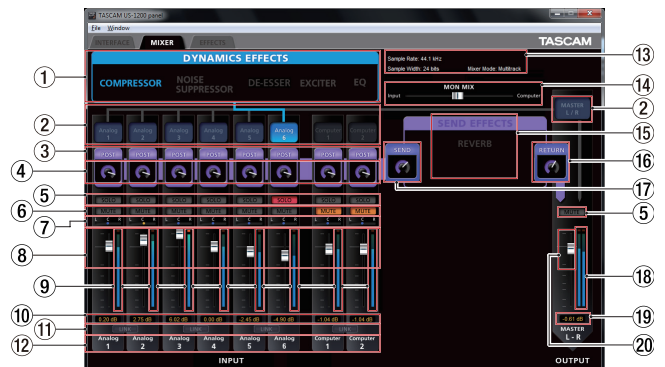 TASCAM US-1200 panel
File Window
INTERFACE MIXER EFFECTS TASCAM
DYNAMICS EFFECTS
COMPRESSOR NOISE SUPPRESSOR DE-ESSER EXCITER EQ
Sample Rate: 44.1 kHz
Sample Width: 24 bits Mixer Mode: Multitrack
MON MIX
Input Computer
1
13
14
2
Analog 1 Analog 2 Analog 3 Analog 4 Analog 5 Analog 6 Computer 1 Computer 2
MASTER L / R
2
SEND EFFECTS
REVERB
15
3
POST POST POST POST POST POST POST POST
SEND RETURN
16
4
17
5
SOLO SOLO SOLO SOLO SOLO SOLO SOLO SOLO
6
MUTE MUTE MUTE MUTE MUTE MUTE MUTE MUTE
MUTE
5
7
L C R L C R L C R L C R L C R L C R L C R L C R
8
9
18
10
0.20 dB 2.75 dB 6.02 dB 0.00 dB -2.45 dB -4.90 dB -1.04 dB -1.04 dB
-0.61 dB
19
11
LINK LINK LINK LINK
MASTER
L - R
20
12
Analog 1 Analog 2 Analog 3 Analog 4 Analog 5 Analog 6 Computer 1 Computer 2
INPUT OUTPUT